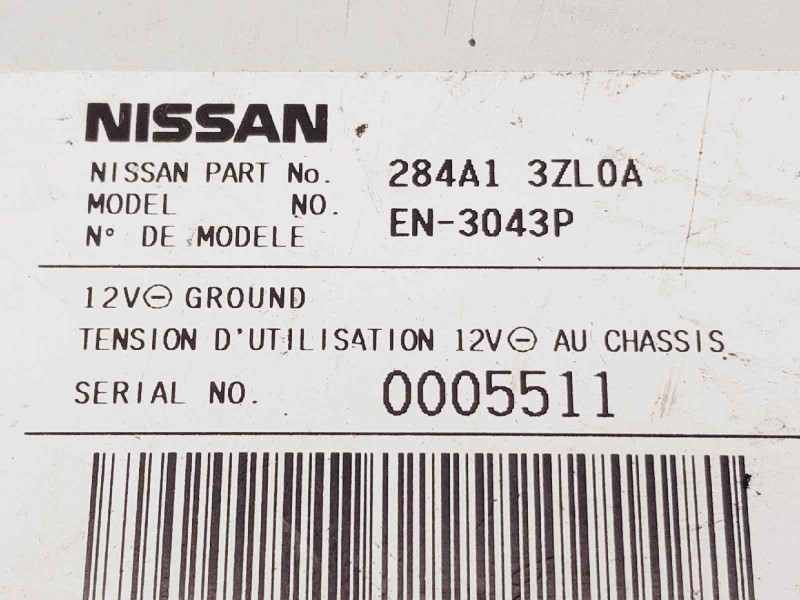 NISSAN
NISSAN PART No. 284A1 3ZL0A
MODEL NO. EN-3043P
N° DE MODELE
12V⊖ GROUND
TENSION D'UTILISATION 12V⊖ AU CHASSIS
SERIAL NO. 0005511